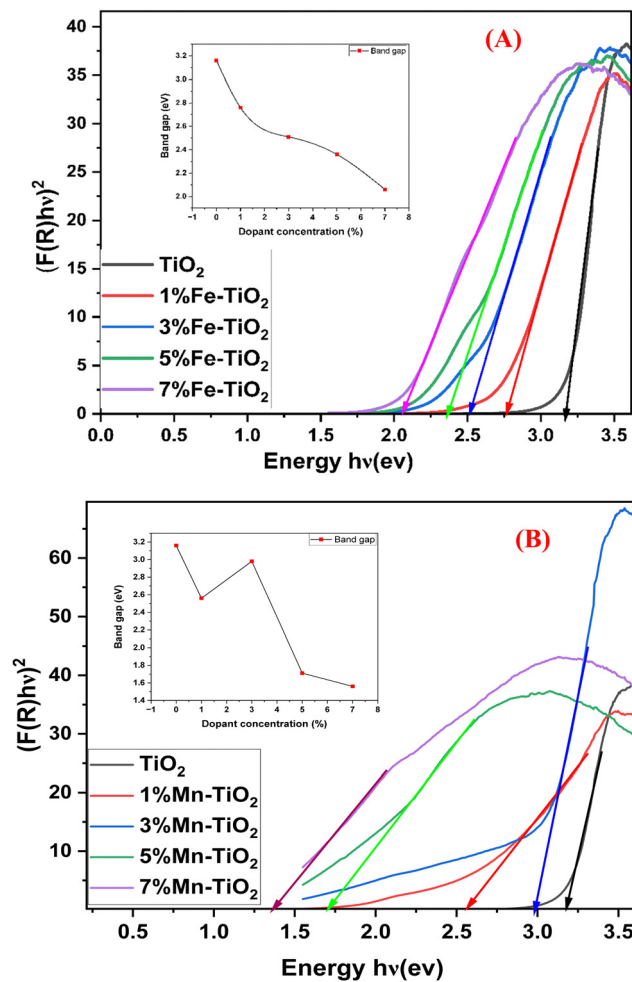 (A)
Band gap
3.4
3.2
3.0
2.8
2.6
2.4
2.2
2.0
Band gap (eV)
−1 0 1 2 3 4 5 6 7 8
Dopant concentration (%)
40
35
30
25
20
15
10
5
0
(F(R)hν)²
TiO₂
1%Fe-TiO₂
3%Fe-TiO₂
5%Fe-TiO₂
7%Fe-TiO₂
0.0 0.5 1.0 1.5 2.0 2.5 3.0 3.5
Energy hν(ev)
(B)
Band gap
3.4
3.2
3.0
2.8
2.6
2.4
2.2
2.0
1.8
1.6
1.4
Band gap (eV)
−1 0 1 2 3 4 5 6 7 8
Dopant concentration (%)
60
50
40
30
20
10
(F(R)hν)²
TiO₂
1%Mn-TiO₂
3%Mn-TiO₂
5%Mn-TiO₂
7%Mn-TiO₂
0.5 1.0 1.5 2.0 2.5 3.0 3.5
Energy hν(ev)